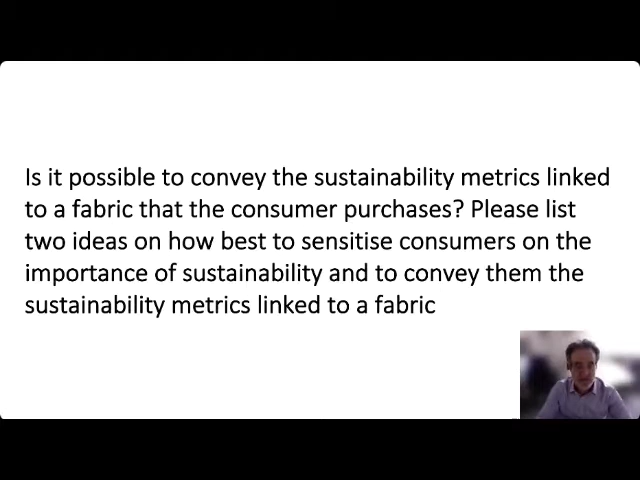 Is it possible to convey the sustainability metrics linked
to a fabric that the consumer purchases? Please list
two ideas on how best to sensitise consumers on the
importance of sustainability and to convey them the
sustainability metrics linked to a fabric